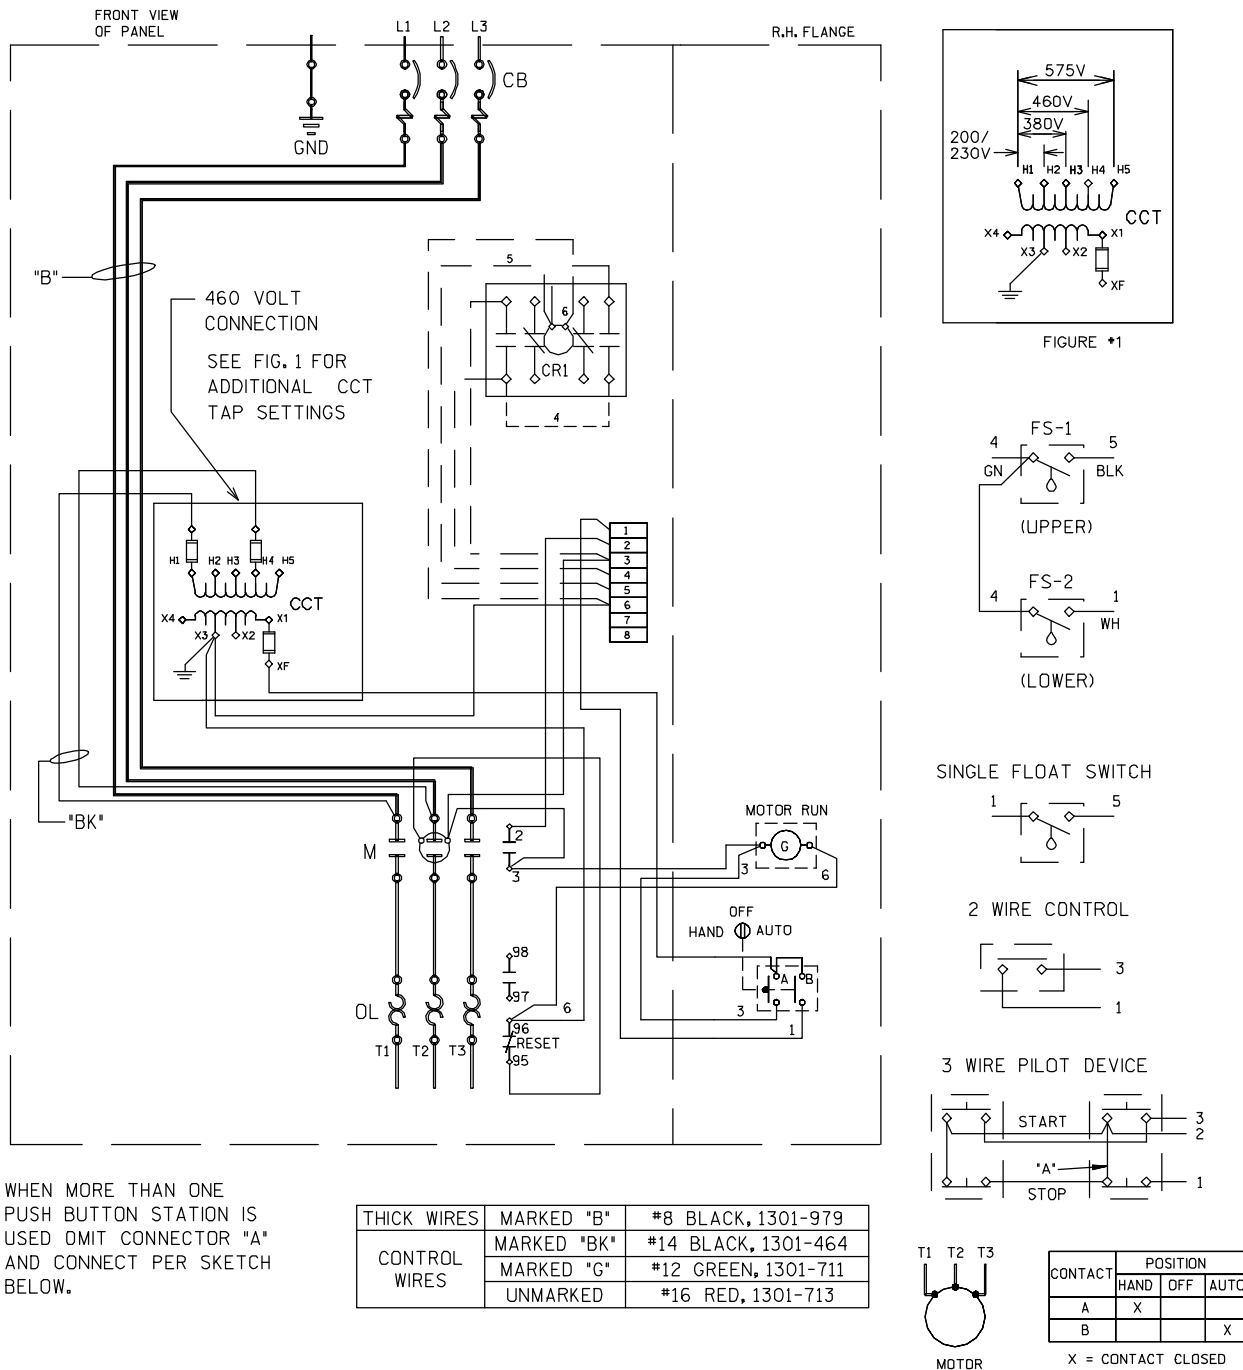 FRONT VIEW
OF PANEL
L1 L2 L3
R.H. FLANGE
CB
GND
"B"
460 VOLT
CONNECTION
SEE FIG. 1 FOR
ADDITIONAL CCT
TAP SETTINGS
5
6
CR1
4
H1 H2 H3 H4 H5
CCT
X4 X1
X3 X2
XF
1
2
3
4
5
6
7
8
"BK"
M
2
3
MOTOR RUN
G
3 6
OFF
HAND AUTO
A B
3
1
98
97
6
96
RESET
95
OL
T1 T2 T3
575V
460V
380V
200/
230V
H1 H2 H3 H4 H5
CCT
X4 X1
X3 X2
XF
FIGURE #1
FS-1
4 5
GN BLK
(UPPER)
FS-2
4 1
WH
(LOWER)
SINGLE FLOAT SWITCH
1 5
2 WIRE CONTROL
3
1
3 WIRE PILOT DEVICE
START
3
2
"A"
STOP
1
WHEN MORE THAN ONE
PUSH BUTTON STATION IS
USED OMIT CONNECTOR "A"
AND CONNECT PER SKETCH
BELOW.
THICK WIRES MARKED "B" #8 BLACK, 1301-979
CONTROL
WIRES
MARKED "BK" #14 BLACK, 1301-464
MARKED "G" #12 GREEN, 1301-711
UNMARKED #16 RED, 1301-713
T1 T2 T3
MOTOR
CONTACT POSITION
HAND OFF AUTO
A X
B X
X = CONTACT CLOSED